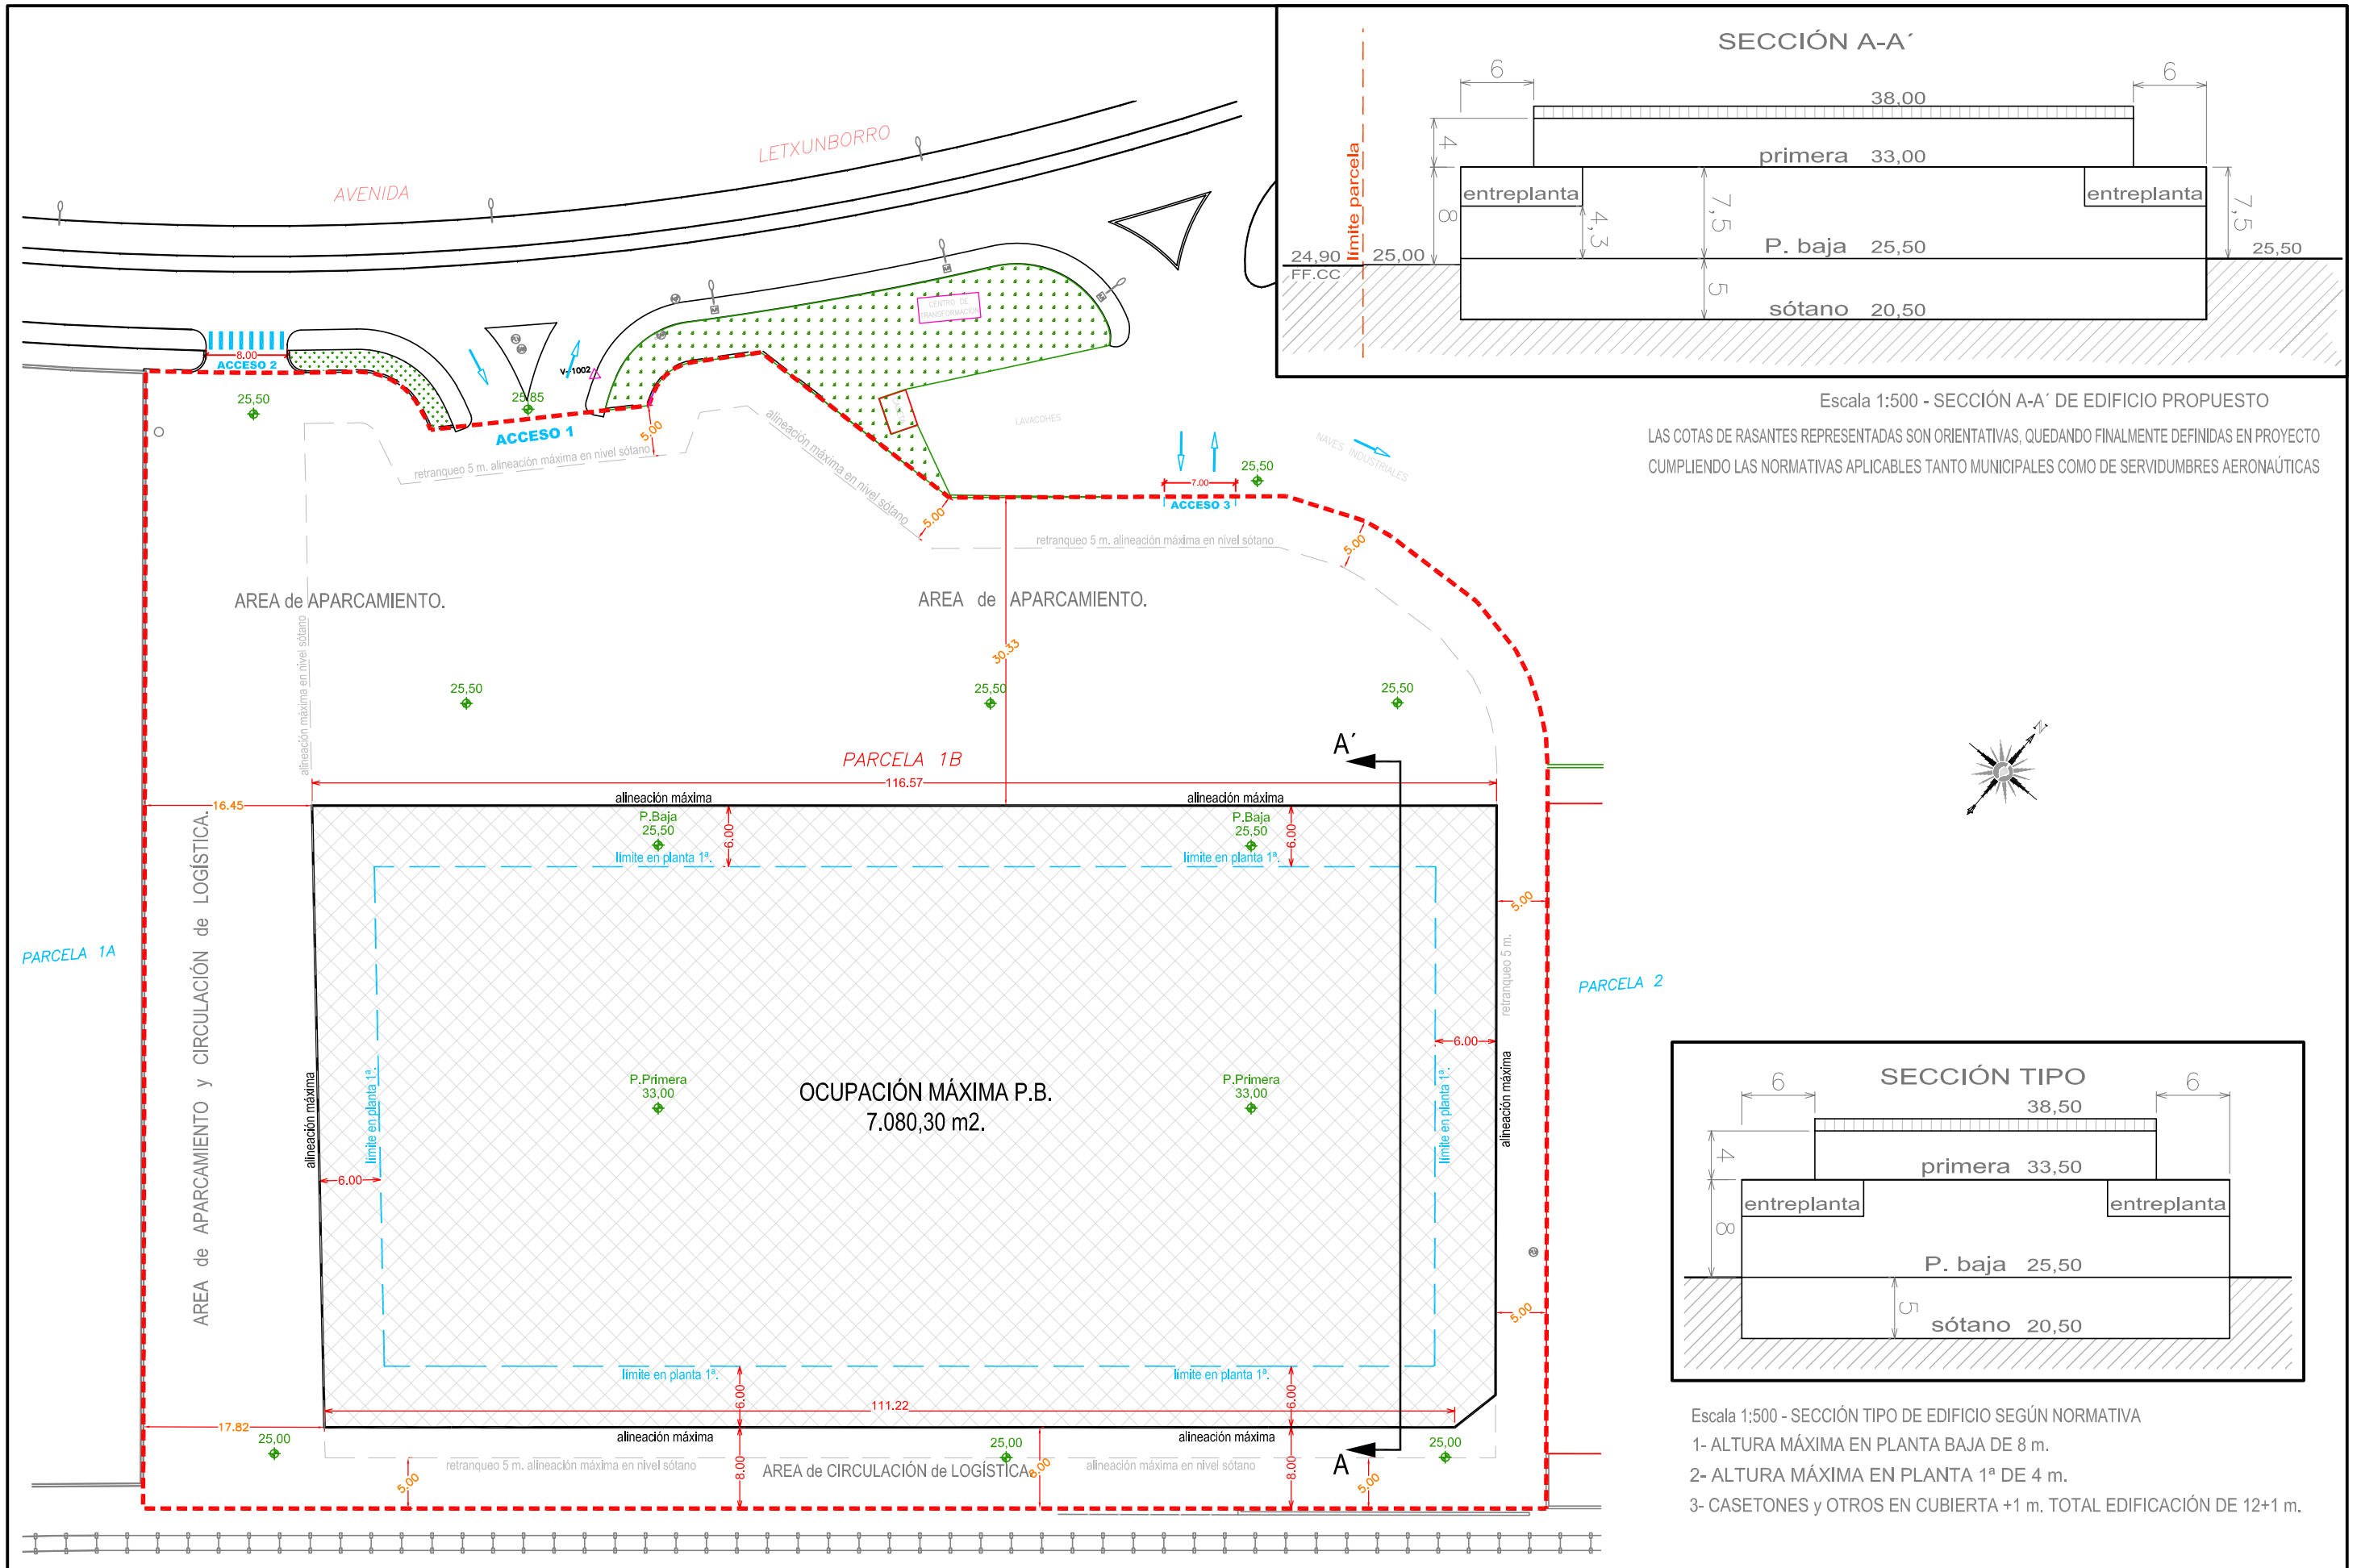 SECCIÓN A-A´
6
6
38,00
4
primera 33,00
límite parcela
entreplanta
entreplanta
8
4,3
7,5
7,5
P. baja 25,50
24,90
25,00
25,50
FF.CC
5
sótano 20,50
Escala 1:500 - SECCIÓN A-A´ DE EDIFICIO PROPUESTO
LAS COTAS DE RASANTES REPRESENTADAS SON ORIENTATIVAS, QUEDANDO FINALMENTE DEFINIDAS EN PROYECTO
CUMPLIENDO LAS NORMATIVAS APLICABLES TANTO MUNICIPALES COMO DE SERVIDUMBRES AERONAÚTICAS
AVENIDA
LETXUNBORRO
CENTRO DE
TRANSFORMACION
8.00
ACCESO 2
V-1002
25,50
25,85
ACCESO 1
5.00
retranqueo 5 m. alineación máxima en nivel sótano
alineación máxima en nivel sótano
LAVACOHES
NAVES INDUSTRIALES
25,50
7.00
ACCESO 3
5.00
retranqueo 5 m. alineación máxima en nivel sótano
5.00
AREA de APARCAMIENTO.
AREA de APARCAMIENTO.
alineación máxima en nivel sótano
30.33
25,50
25,50
25,50
N
A´
PARCELA 1B
116.57
16.45
alineación máxima
alineación máxima
P.Baja
25,50
6.00
P.Baja
25,50
6.00
límite en planta 1ª.
límite en planta 1ª.
AREA de APARCAMIENTO y CIRCULACIÓN de LOGÍSTICA.
5.00
retranqueo 5 m.
PARCELA 1A
PARCELA 2
6.00
alineación máxima
límite en planta 1ª.
P.Primera
33,00
OCUPACIÓN MÁXIMA P.B.
7.080,30 m2.
P.Primera
33,00
límite en planta 1ª.
alineación máxima
6.00
5.00
límite en planta 1ª.
límite en planta 1ª.
6.00
6.00
111.22
17.82
25,00
alineación máxima
25,00
alineación máxima
25,00
retranqueo 5 m. alineación máxima en nivel sótano
AREA de CIRCULACIÓN de LOGÍSTICA.
alineación máxima en nivel sótano
A
5.00
8.00
8.00
8.00
5.00
SECCIÓN TIPO
6
6
38,50
4
primera 33,50
entreplanta
entreplanta
8
P. baja 25,50
5
sótano 20,50
Escala 1:500 - SECCIÓN TIPO DE EDIFICIO SEGÚN NORMATIVA
1- ALTURA MÁXIMA EN PLANTA BAJA DE 8 m.
2- ALTURA MÁXIMA EN PLANTA 1ª DE 4 m.
3- CASETONES y OTROS EN CUBIERTA +1 m. TOTAL EDIFICACIÓN DE 12+1 m.